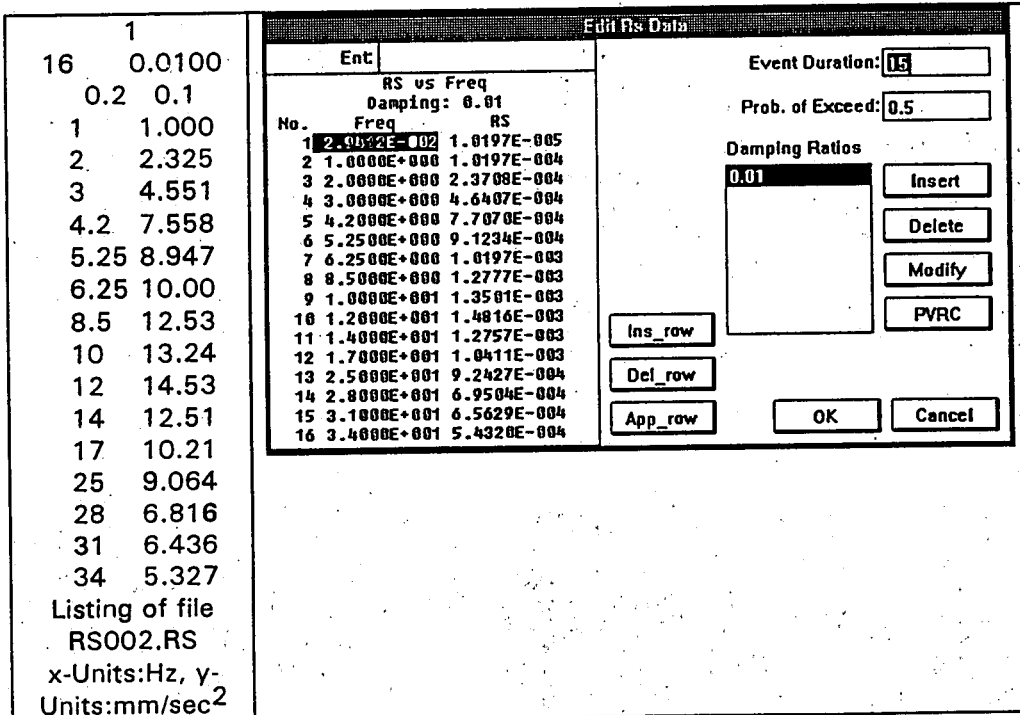 1
16 0.0100
0.2 0.1
1 1.000
2 2.325
3 4.551
4.2 7.558
5.25 8.947
6.25 10.00
8.5 12.53
10 13.24
12 14.53
14 12.51
17 10.21
25 9.064
28 6.816
31 6.436
34 5.327
Listing of file
RS002.RS
x-Units:Hz, y-
Units:mm/sec2
Edit Rs Data
Ent
RS vs Freq
Damping: 0.01
No. Freq RS
1 1.0197E-005
2 1.0000E+000 1.0197E-004
3 2.0000E+000 2.3708E-004
4 3.0000E+000 4.6407E-004
5 4.2000E+000 7.7070E-004
6 5.2500E+000 9.1234E-004
7 6.2500E+000 1.0197E-003
8 8.5000E+000 1.2777E-003
9 1.0000E+001 1.3501E-003
10 1.2000E+001 1.4816E-003
11 1.4000E+001 1.2757E-003
12 1.7000E+001 1.0411E-003
13 2.5000E+001 9.2427E-004
14 2.8000E+001 6.9504E-004
15 3.1000E+001 6.5629E-004
16 3.4000E+001 5.4320E-004
Event Duration: 15
Prob. of Exceed: 0.5
Damping Ratios
0.01
Insert
Delete
Modify
PVRC
Ins_row
Del_row
App_row
OK
Cancel